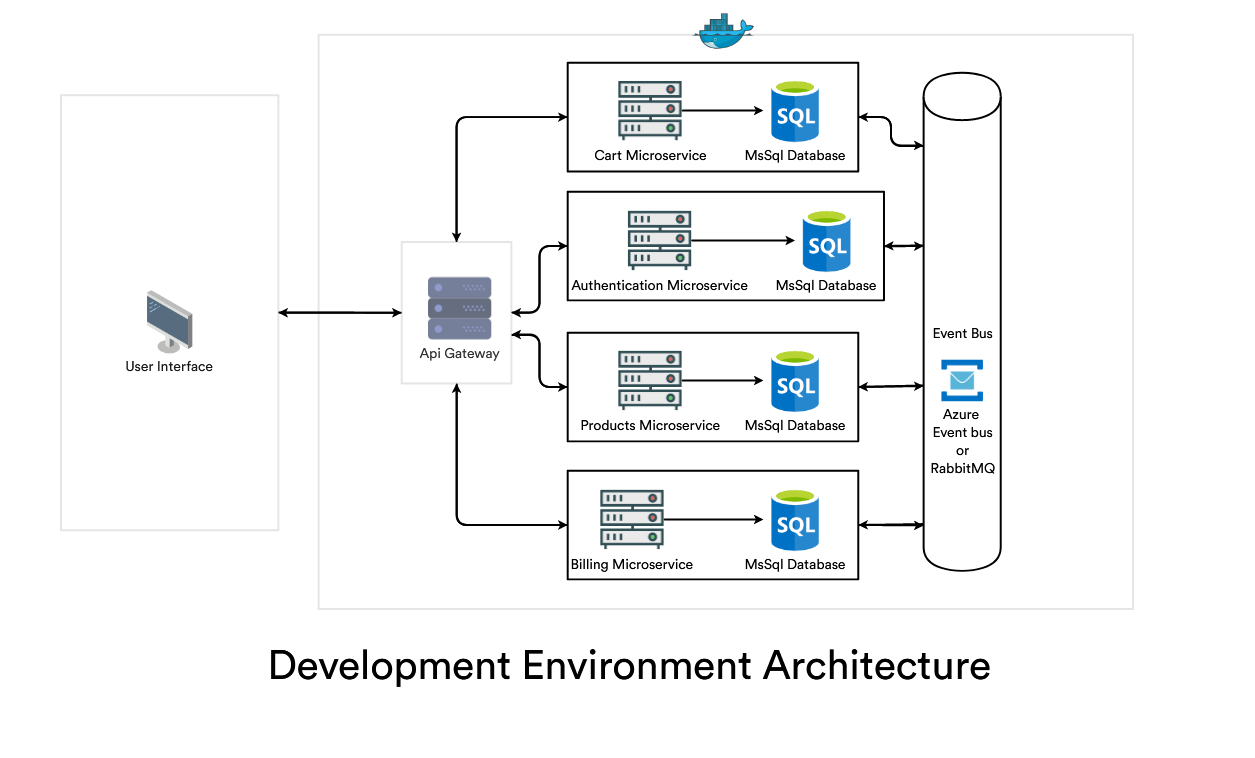 SQL
Cart Microservice
MsSql Database
SQL
Authentication Microservice
MsSql Database
User Interface
Api Gateway
SQL
Products Microservice
MsSql Database
SQL
Billing Microservice
MsSql Database
Event Bus
Azure
Event bus
or
RabbitMQ
Development Environment Architecture